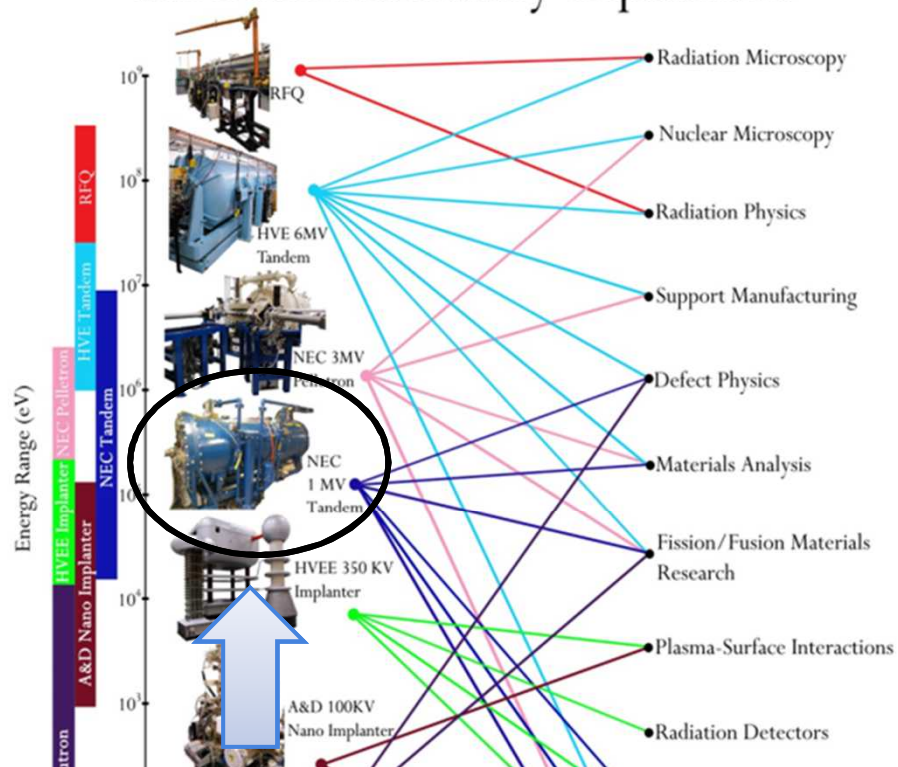 10⁹
RFQ
Radiation Microscopy
Nuclear Microscopy
RFQ
10⁸
HVE 6MV
Tandem
Radiation Physics
10⁷
HVE Tandem
Support Manufacturing
NEC 3MV
Pelletron
10⁶
NEC Pelletron
NEC Tandem
Defect Physics
Energy Range (eV)
NEC
1 MV
Tandem
Materials Analysis
HVEE Implanter
A&D Nano Implanter
HVEE 350 KV
Implanter
Fission/Fusion Materials
Research
10⁴
Plasma-Surface Interactions
10³
A&D 100KV
Nano Implanter
Radiation Detectors